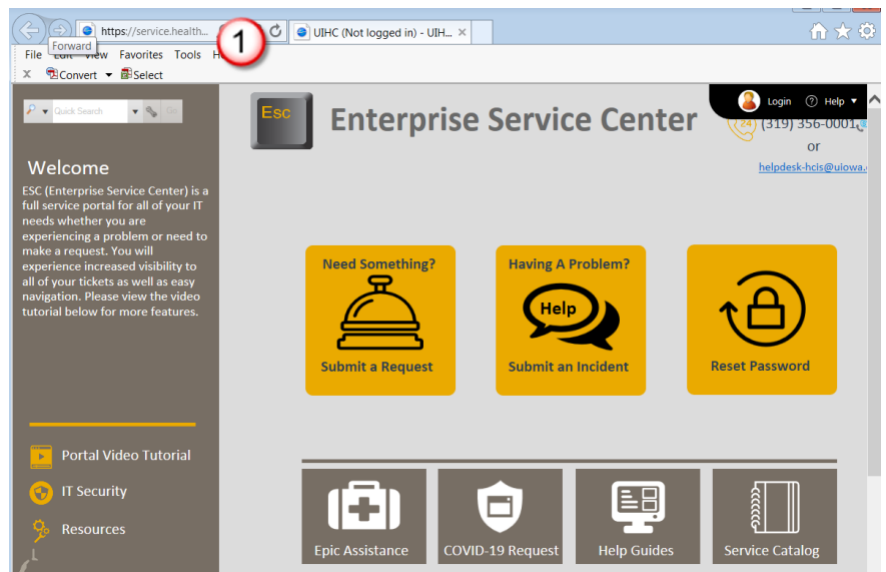 https://service.health...
UIHC (Not logged in) - UIH...
1
Forward
File Edit View Favorites Tools
Convert Select
Quick Search
Go
Esc
Enterprise Service Center
Login Help
24
(319) 356-0001
or
helpdesk-hcis@uiowa.
Welcome
ESC (Enterprise Service Center) is a
full service portal for all of your IT
needs whether you are
experiencing a problem or need to
make a request. You will
experience increased visibility to
all of your tickets as well as easy
navigation. Please view the video
tutorial below for more features.
Need Something?
Submit a Request
Having A Problem?
Help
Submit an Incident
Reset Password
Portal Video Tutorial
IT Security
Resources
Epic Assistance
COVID-19 Request
Help Guides
Service Catalog